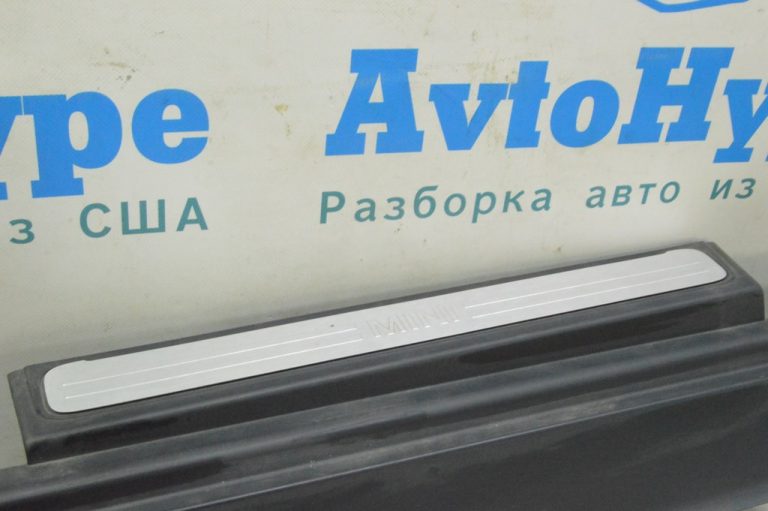 ype AvtoHy
з США Разборка авто из
MINI